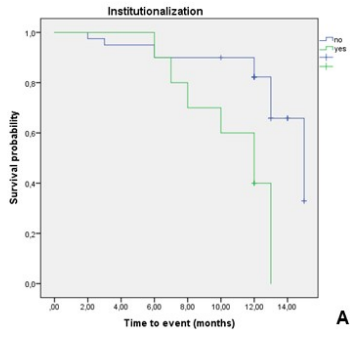 Institutionalization
no
yes
Survival probability
1,0
0,8
0,6
0,4
0,2
0,0
,00
2,00
4,00
6,00
8,00
10,00
12,00
14,00
Time to event (months)
A